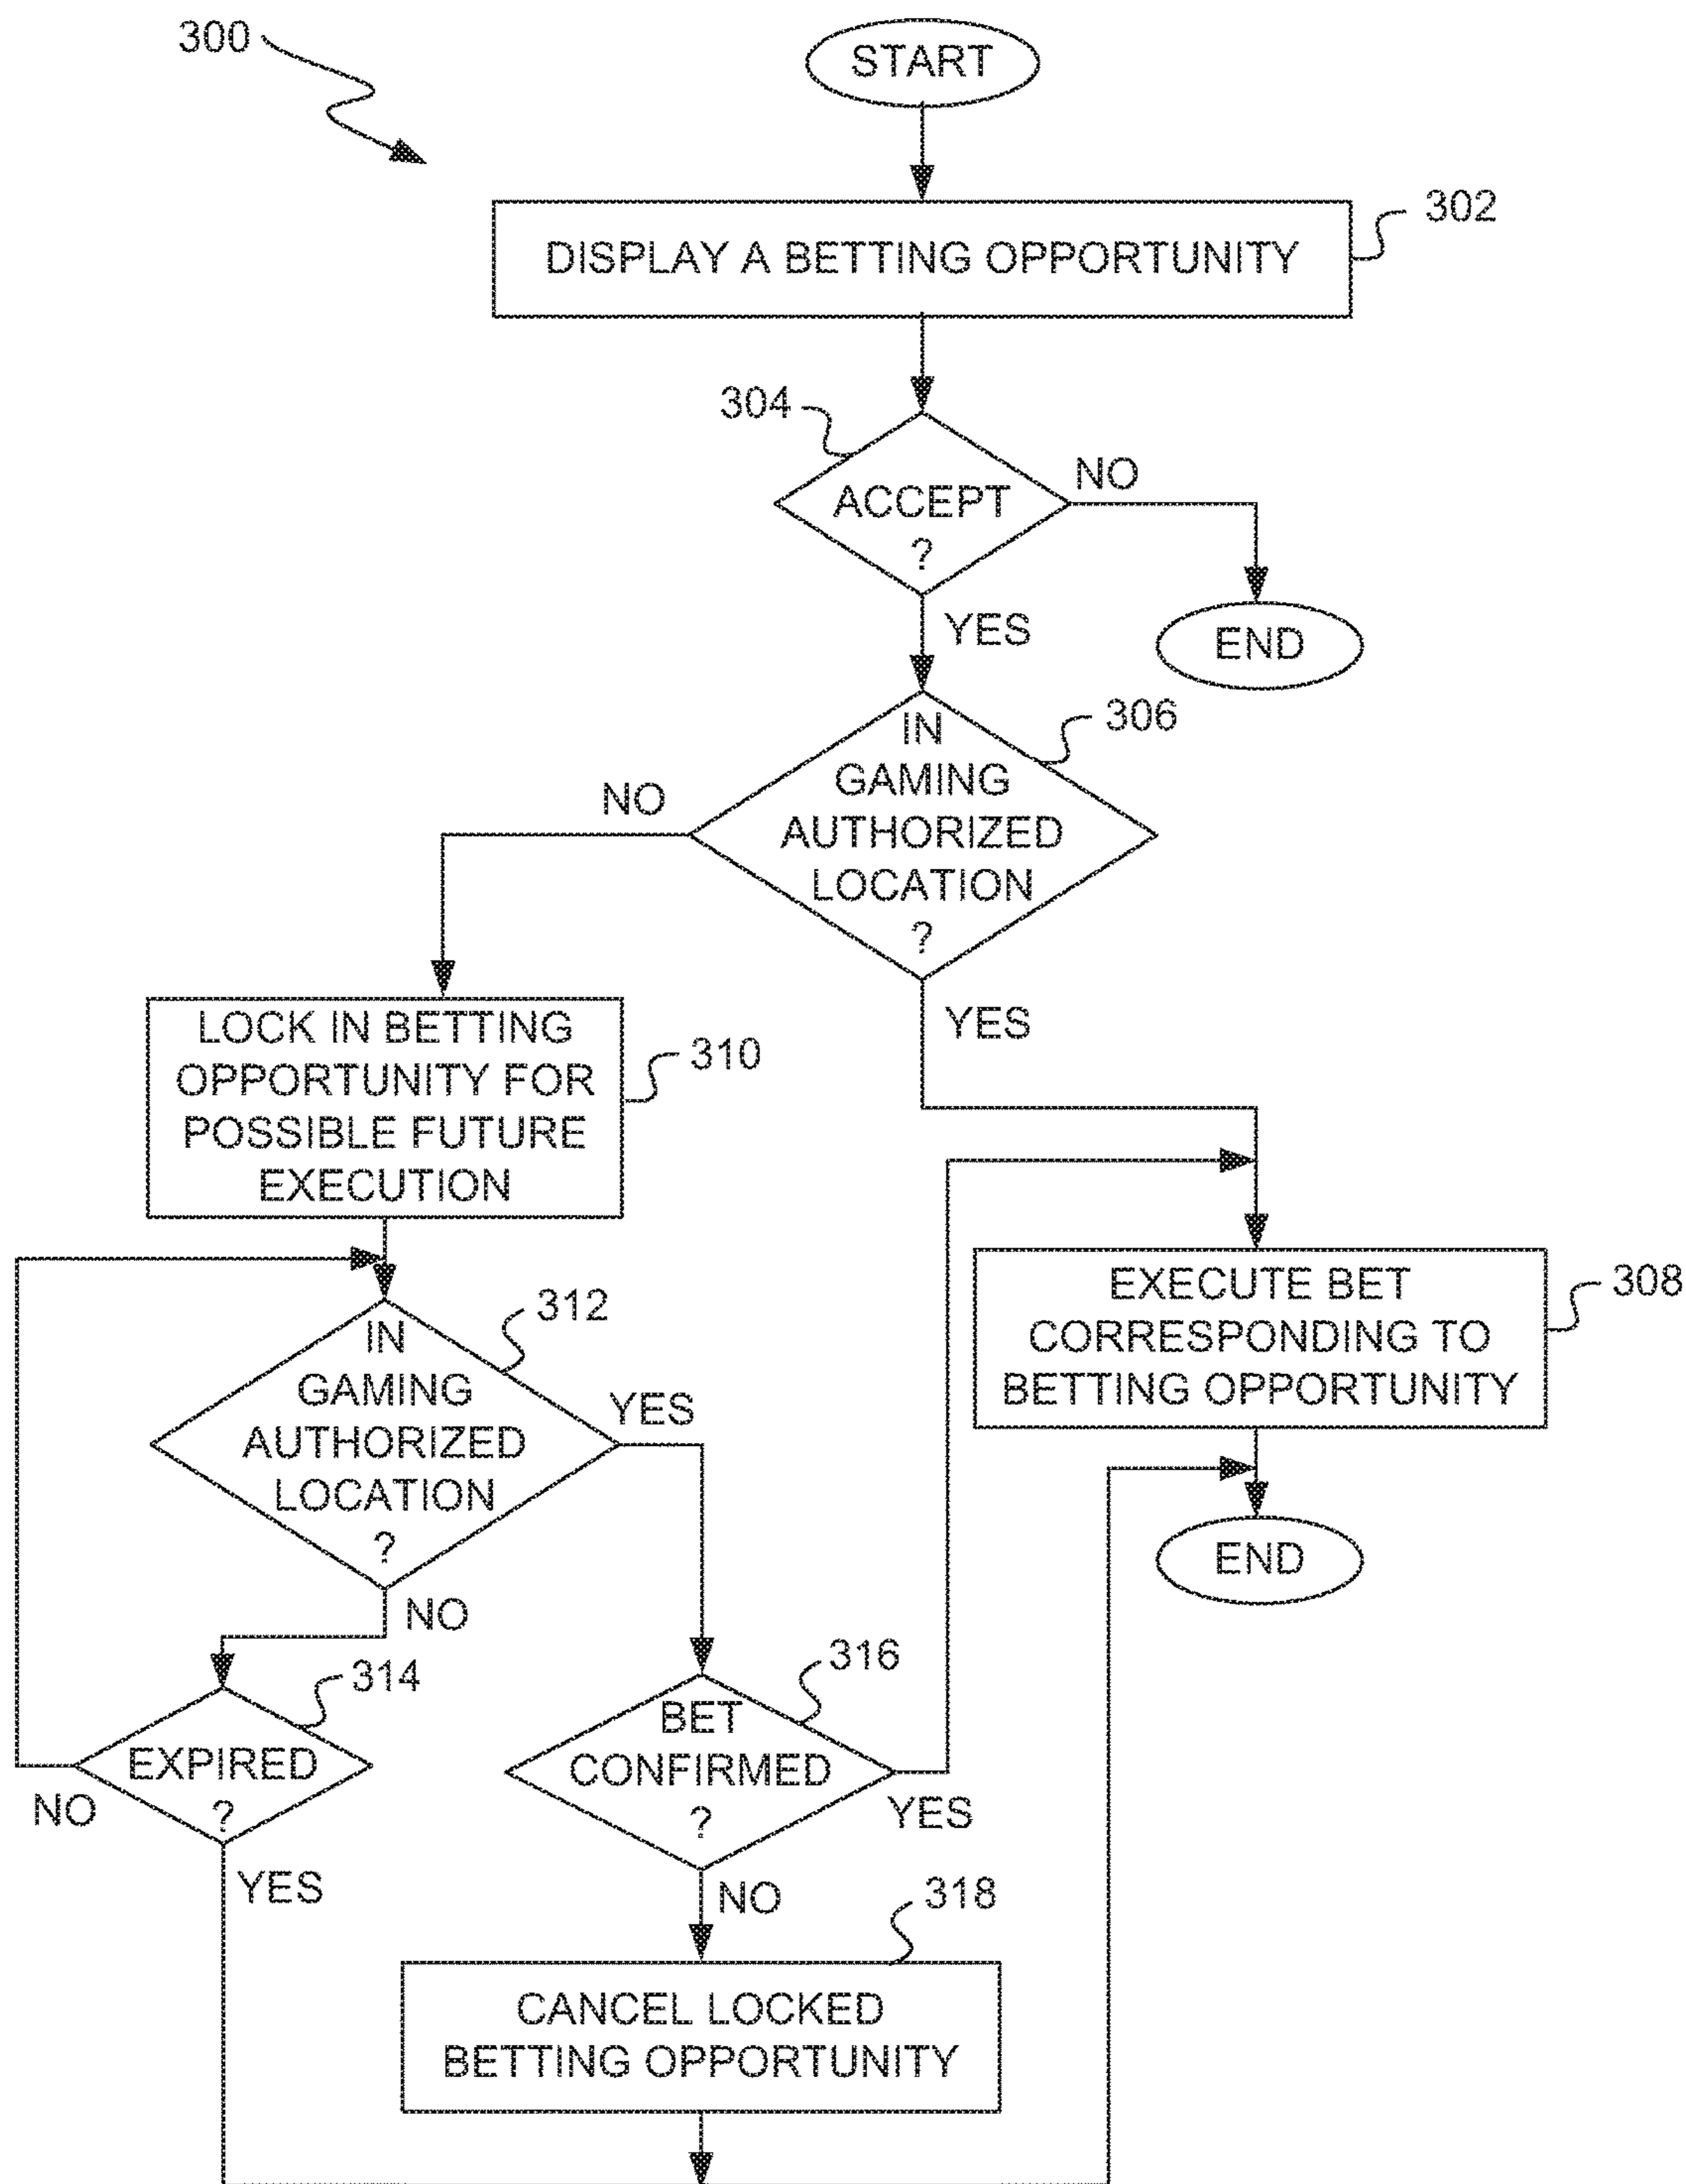 300
START
302
DISPLAY A BETTING OPPORTUNITY
304
ACCEPT
?
NO
YES
END
306
IN
GAMING
AUTHORIZED
LOCATION
?
NO
YES
LOCK IN BETTING
OPPORTUNITY FOR
POSSIBLE FUTURE
EXECUTION
310
EXECUTE BET
CORRESPONDING TO
BETTING OPPORTUNITY
308
312
IN
GAMING
AUTHORIZED
LOCATION
?
YES
NO
END
314
EXPIRED
?
NO
YES
316
BET
CONFIRMED
?
YES
NO
318
CANCEL LOCKED
BETTING OPPORTUNITY